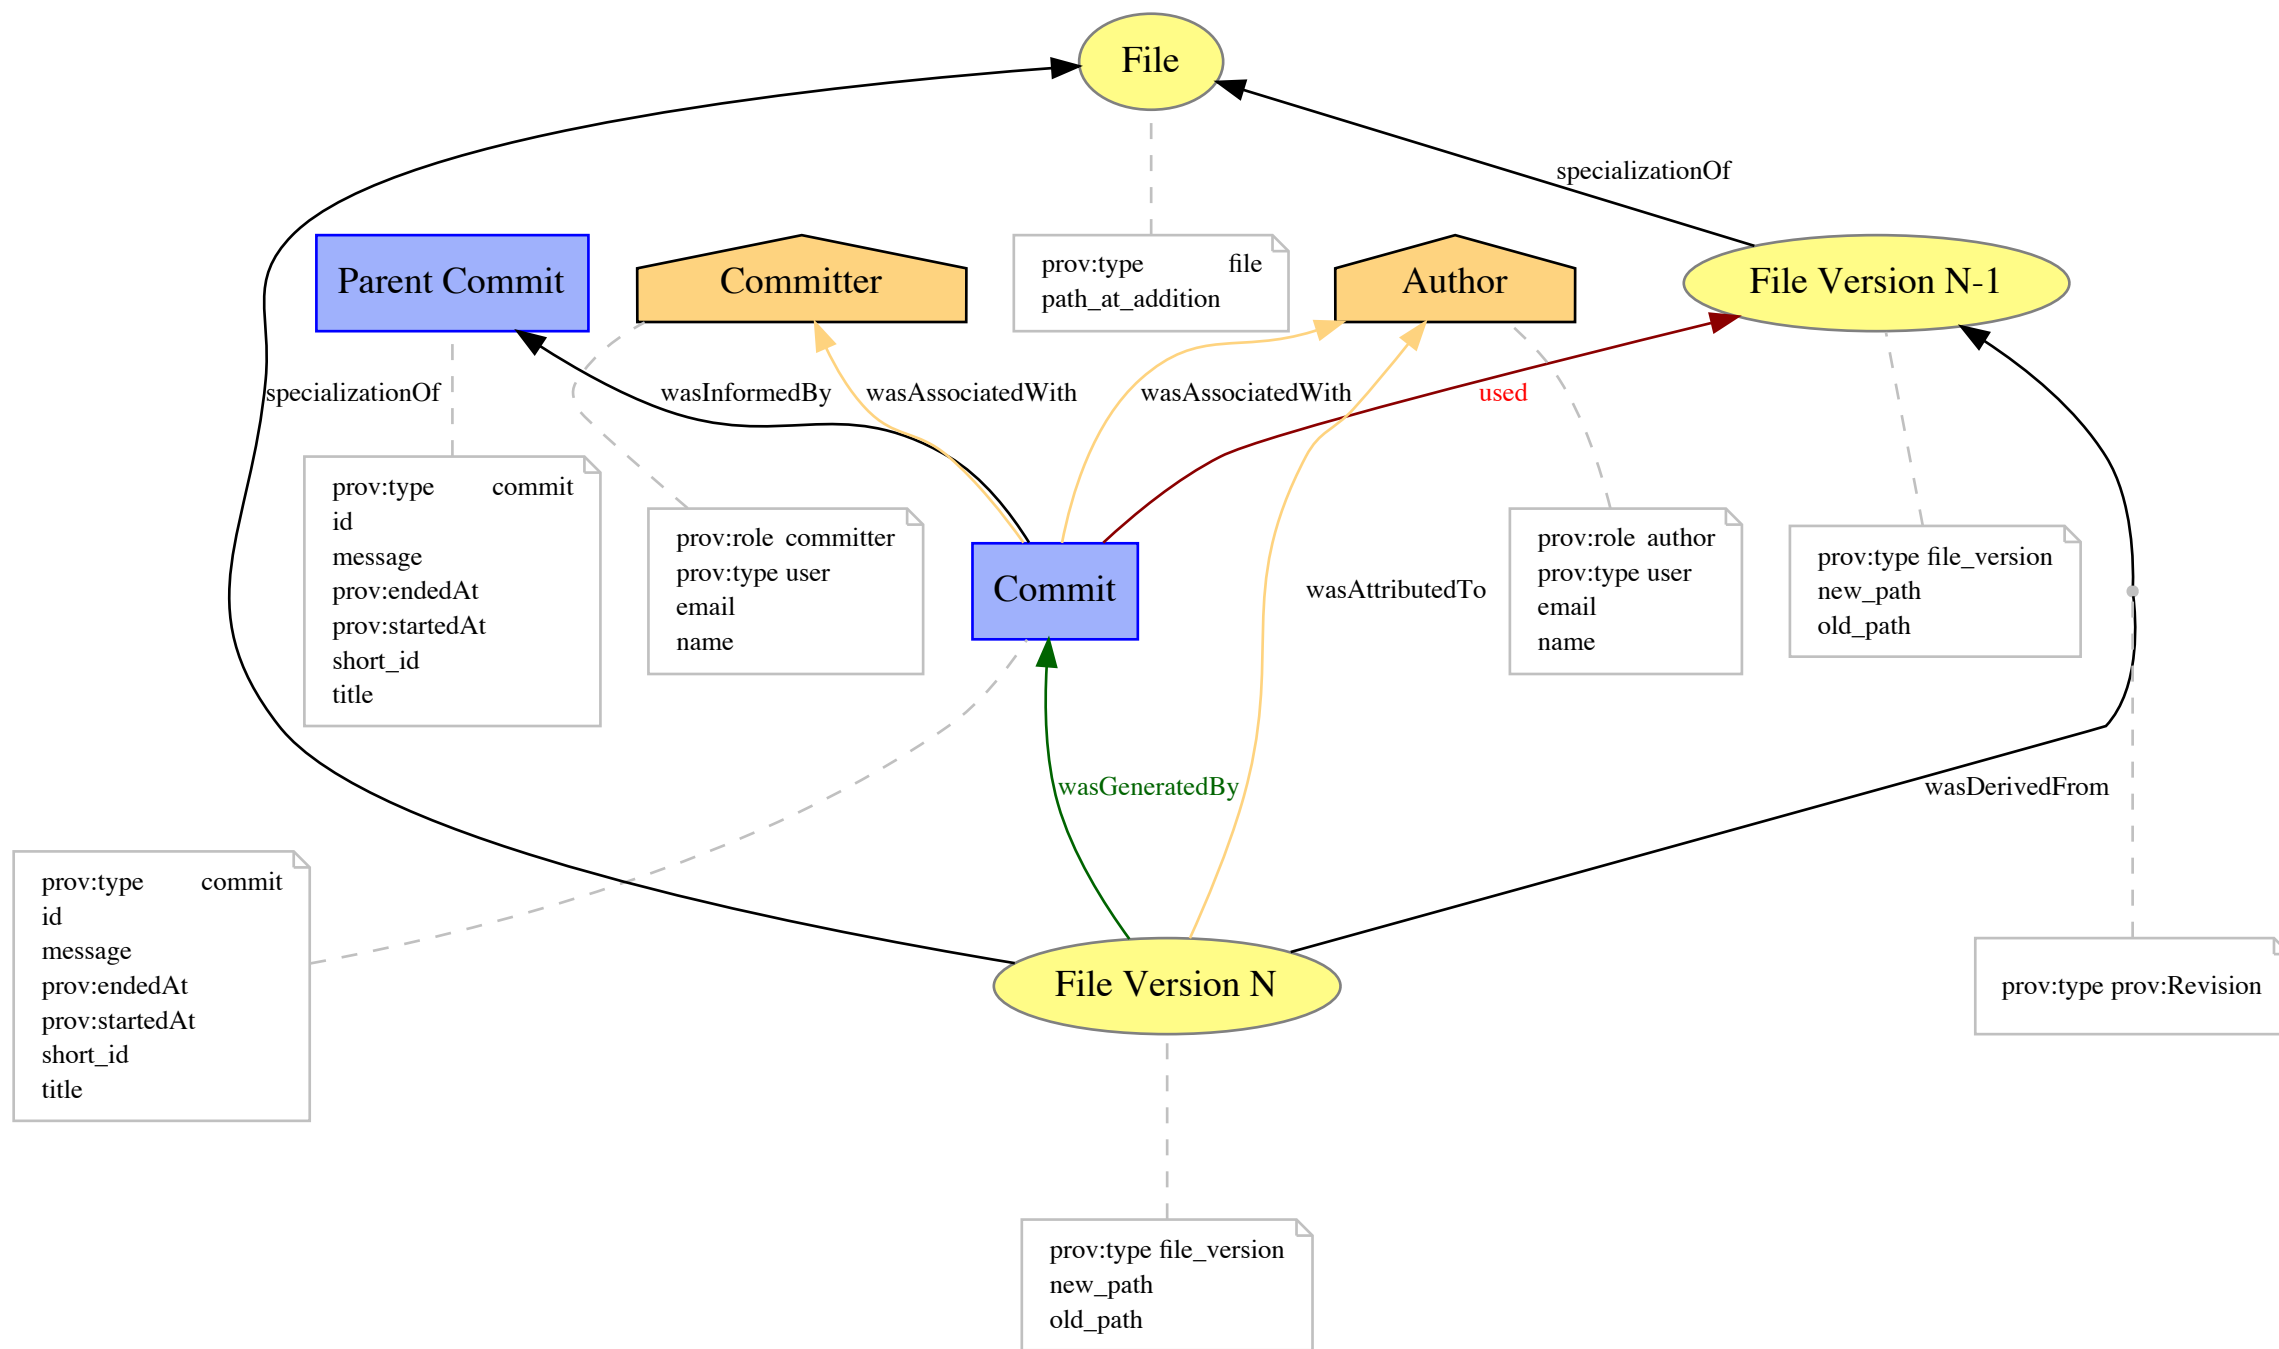 File
specializationOf
Parent Commit
Committer
prov:type file
path_at_addition
Author
File Version N-1
specializationOf
wasInformedBy
wasAssociatedWith
wasAssociatedWith
used
prov:type commit
id
message
prov:endedAt
prov:startedAt
short_id
title
prov:role committer
prov:type user
email
name
Commit
wasAttributedTo
prov:role author
prov:type user
email
name
prov:type file_version
new_path
old_path
wasGeneratedBy
wasDerivedFrom
prov:type commit
id
message
prov:endedAt
prov:startedAt
short_id
title
File Version N
prov:type prov:Revision
prov:type file_version
new_path
old_path